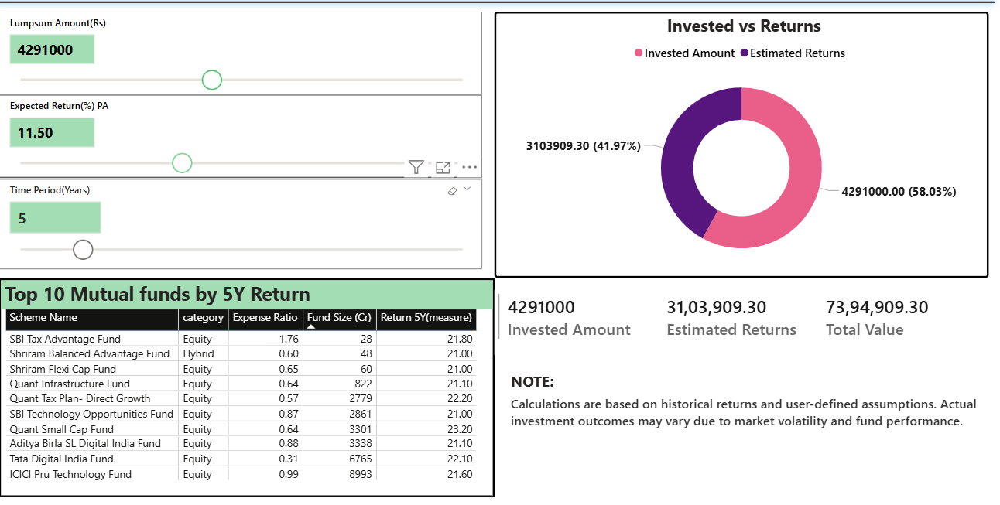 Lumpsum Amount(Rs)
4291000
Expected Return(%) PA
11.50
Time Period(Years)
5
Invested vs Returns
Invested Amount Estimated Returns
3103909.30 (41.97%)
4291000.00 (58.03%)
Top 10 Mutual funds by 5Y Return
Scheme Name category Expense Ratio Fund Size (Cr) Return 5Y(measure)
SBI Tax Advantage Fund Equity 1.76 28 21.80
Shriram Balanced Advantage Fund Hybrid 0.60 48 21.00
Shriram Flexi Cap Fund Equity 0.65 60 21.00
Quant Infrastructure Fund Equity 0.64 822 21.10
Quant Tax Plan- Direct Growth Equity 0.57 2779 22.20
SBI Technology Opportunities Fund Equity 0.87 2861 21.00
Quant Small Cap Fund Equity 0.64 3301 23.20
Aditya Birla SL Digital India Fund Equity 0.88 3338 21.10
Tata Digital India Fund Equity 0.31 6765 22.10
ICICI Pru Technology Fund Equity 0.99 8993 21.60
4291000 31,03,909.30 73,94,909.30
Invested Amount Estimated Returns Total Value
NOTE:
Calculations are based on historical returns and user-defined assumptions. Actual
investment outcomes may vary due to market volatility and fund performance.